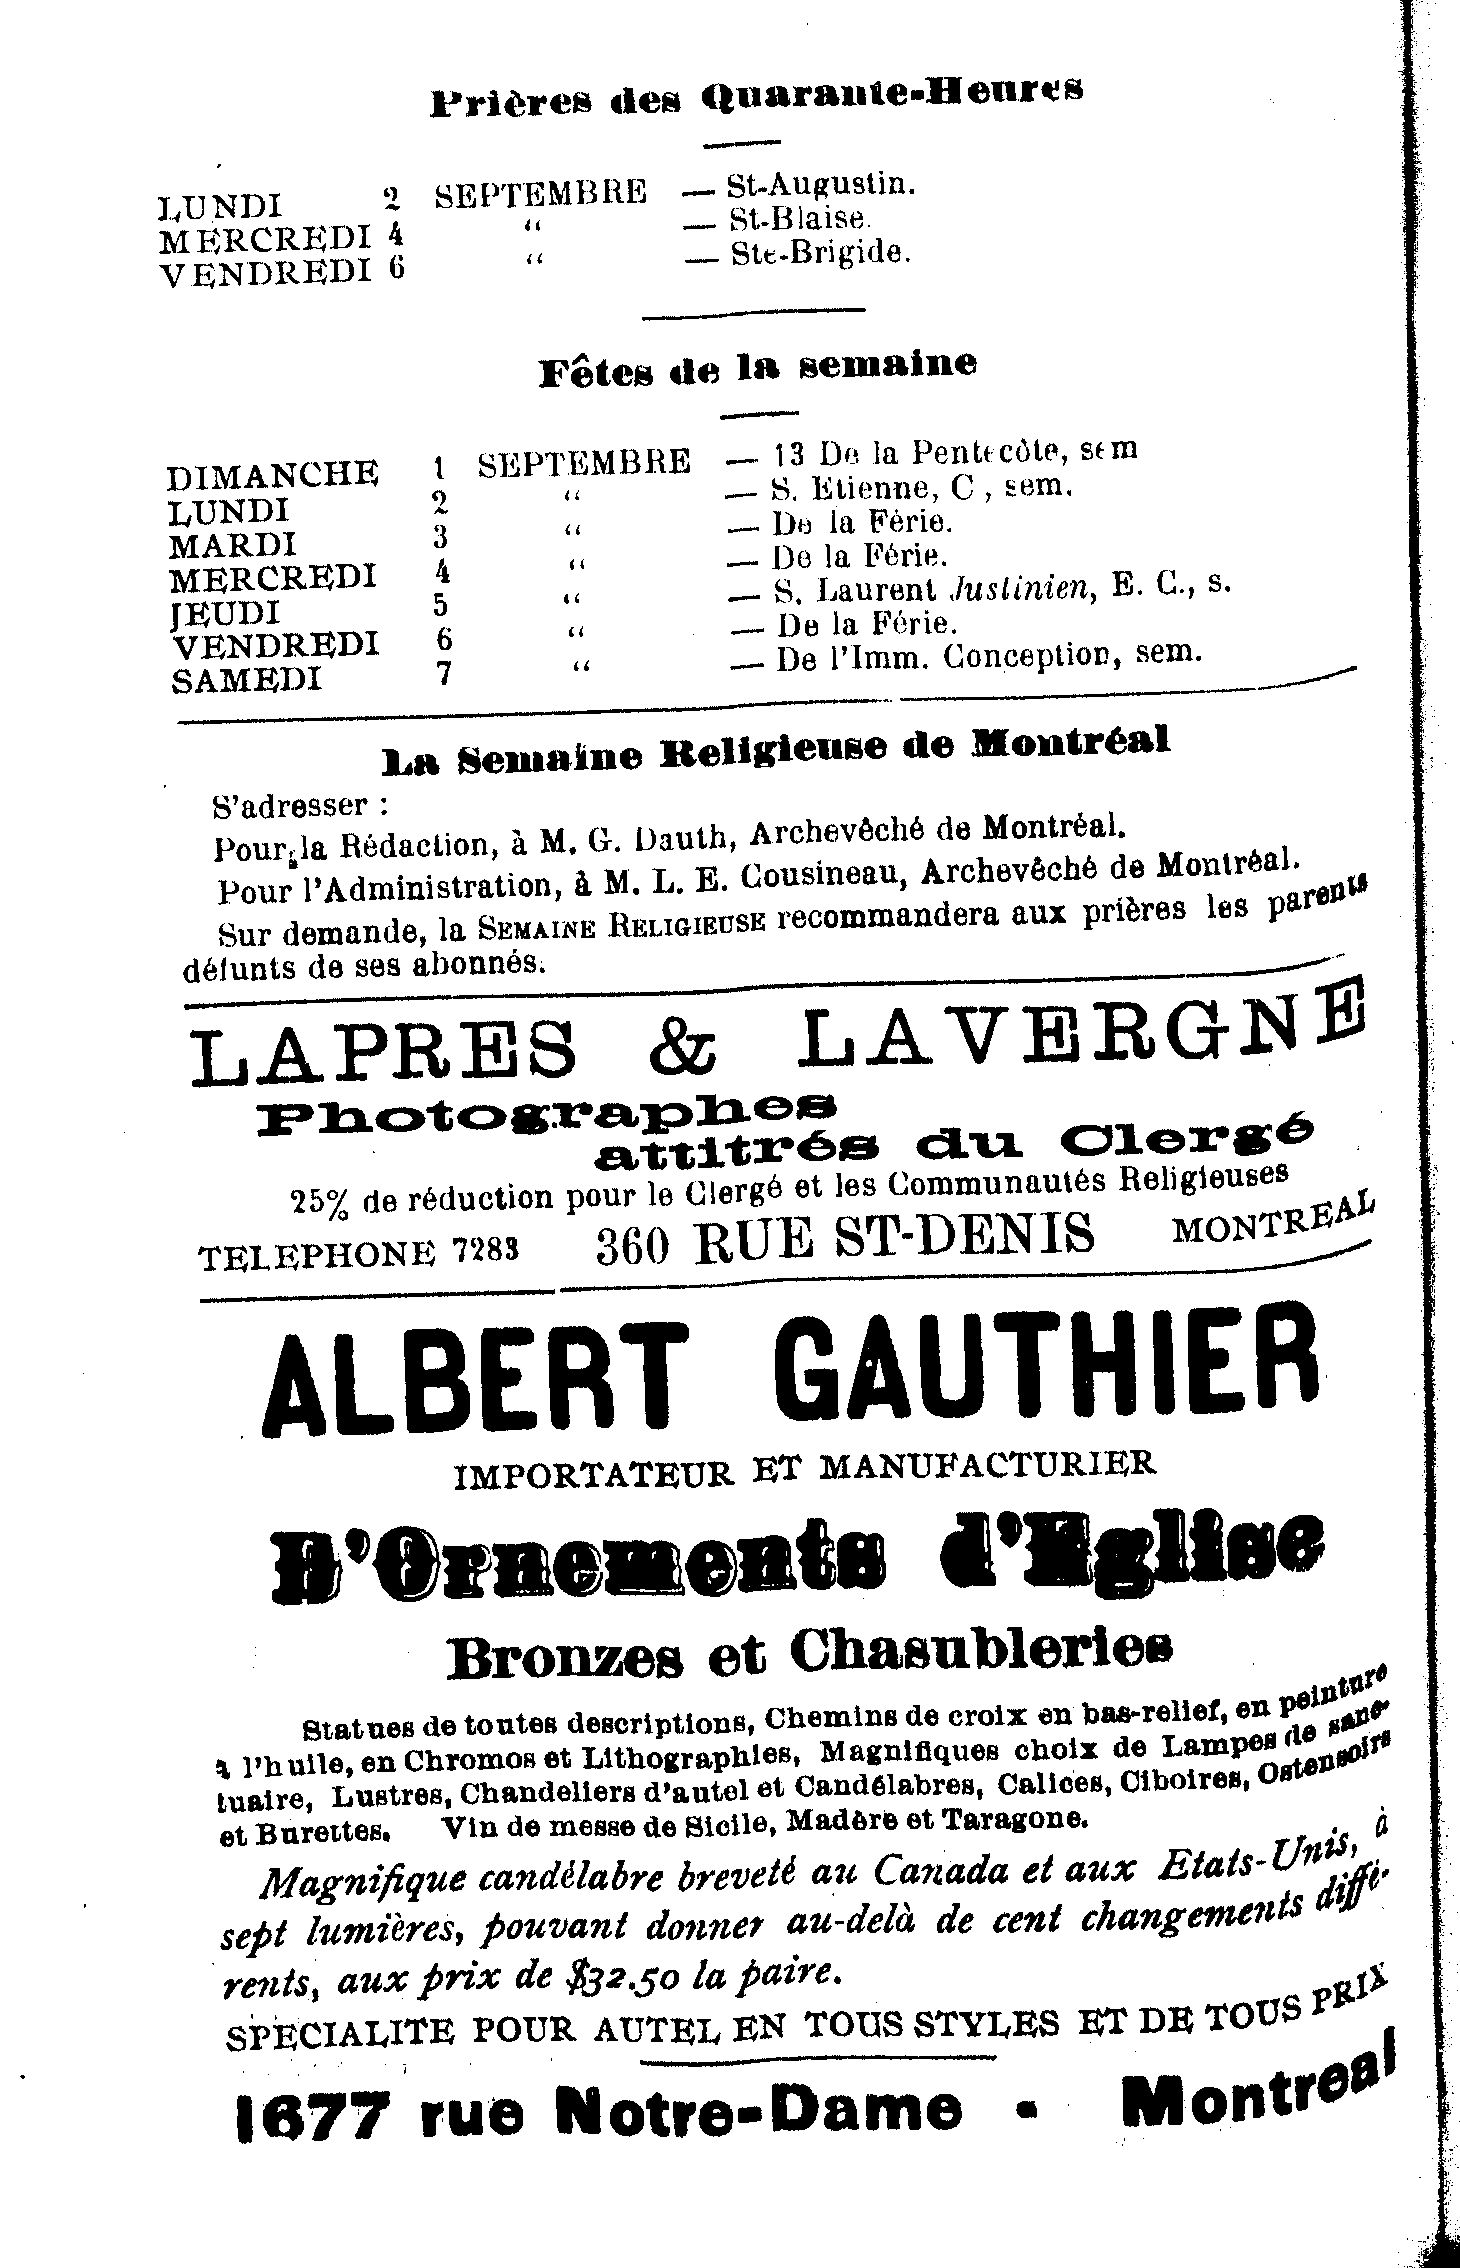 Prières des Quarante-Heures
LUNDI 2 SEPTEMBRE — St-Augustin.
MERCREDI 4 “ — St-Blaise.
VENDREDI 6 “ — Ste-Brigide.
Fêtes de la semaine
DIMANCHE 1 SEPTEMBRE — 13 De la Pentecôte, sem
LUNDI 2 “ — S. Etienne, C, sem.
MARDI 3 “ — De la Férie.
MERCREDI 4 “ — De la Férie.
JEUDI 5 “ — S. Laurent Justinien, E. C., s.
VENDREDI 6 “ — De la Férie.
SAMEDI 7 “ — De l'Imm. Conception, sem.
La Semaine Religieuse de Montréal
S'adresser :
Pour la Rédaction, à M. G. Dauth, Archevêché de Montréal.
Pour l'Administration, à M. L. E. Cousineau, Archevêché de Montréal.
Sur demande, la SEMAINE RELIGIEUSE recommandera aux prières les parents
défunts de ses abonnés.
LAPRES & LAVERGNE
Photographes
attitrés du Clergé
25% de réduction pour le Clergé et les Communautés Religieuses
TELEPHONE 7283 360 RUE ST-DENIS MONTREAL
ALBERT GAUTHIER
IMPORTATEUR ET MANUFACTURIER
D'Ornements d'Eglise
Bronzes et Chasubleries
Statues de toutes descriptions, Chemins de croix en bas-relief, en peinture
à l'huile, en Chromos et Lithographies, Magnifiques choix de Lampes de sanc-
tuaire, Lustres, Chandeliers d'autel et Candélabres, Calices, Ciboires, Ostensoirs
et Burettes. Vin de messe de Sicile, Madère et Taragone.
Magnifique candélabre breveté au Canada et aux Etats-Unis, à
sept lumières, pouvant donner au-delà de cent changements diffé-
rents, aux prix de $32.50 la paire.
SPECIALITE POUR AUTEL EN TOUS STYLES ET DE TOUS PRIX
1677 rue Notre-Dame - Montreal